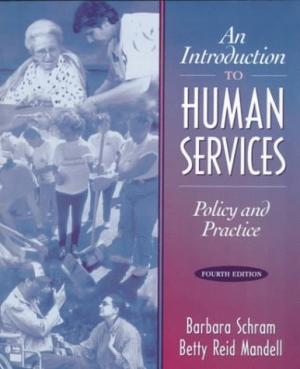 An
Introduction
TO
HUMAN
SERVICES
Policy and
Practice
FOURTH EDITION
Barbara Schram
Betty Reid Mandell